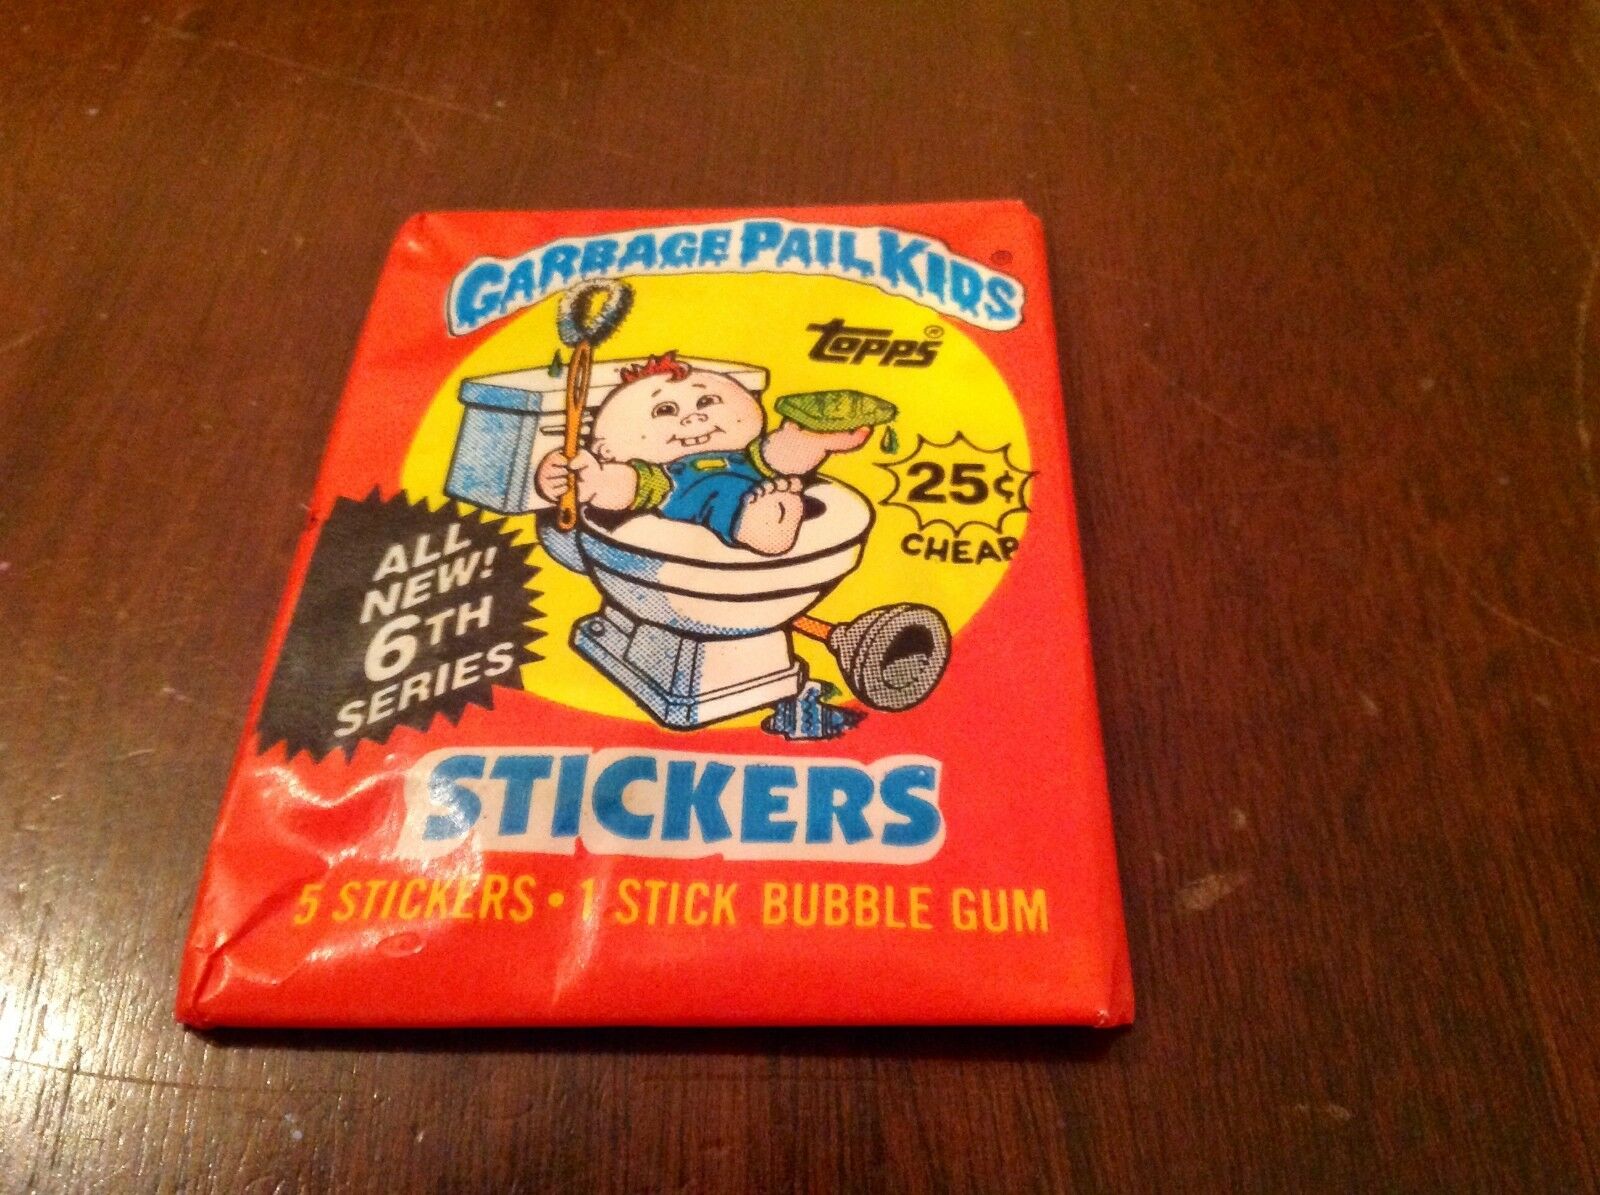 GARBAGE PAIL KIDS®
topps®
25¢
CHEAP
ALL
NEW!
6TH
SERIES
STICKERS
5 STICKERS • 1 STICK BUBBLE GUM